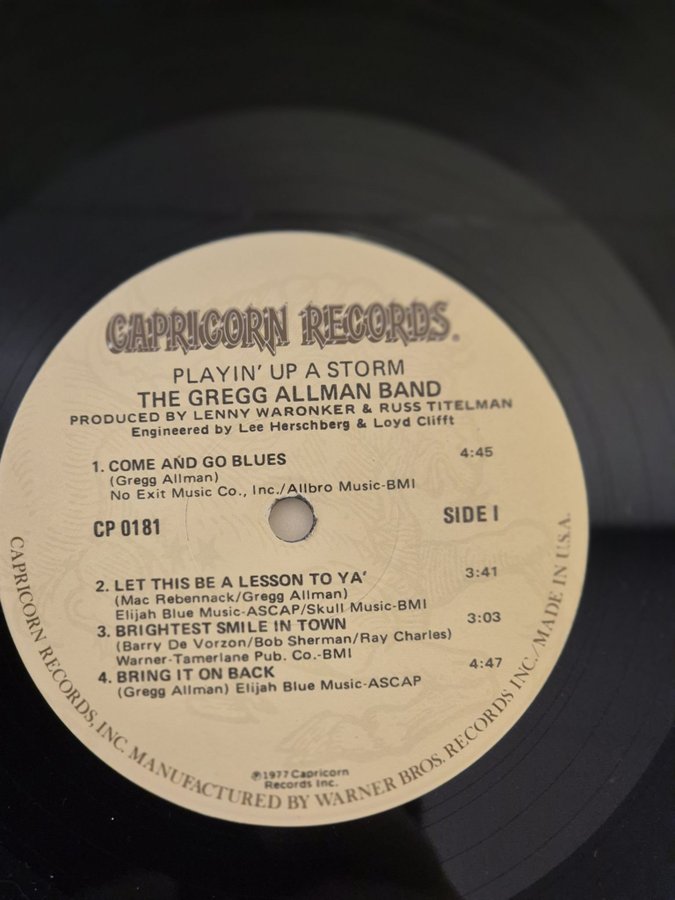 CAPRICORN RECORDS.
PLAYIN' UP A STORM
THE GREGG ALLMAN BAND
PRODUCED BY LENNY WARONKER & RUSS TITELMAN
Engineered by Lee Herschberg & Loyd Clifft
1. COME AND GO BLUES 4:45
(Gregg Allman)
No Exit Music Co., Inc./Allbro Music-BMI
CP 0181 SIDE I
2. LET THIS BE A LESSON TO YA' 3:41
(Mac Rebennack/Gregg Allman)
Elijah Blue Music-ASCAP/Skull Music-BMI
3. BRIGHTEST SMILE IN TOWN 3:03
(Barry De Vorzon/Bob Sherman/Ray Charles)
Warner-Tamerlane Pub. Co.-BMI
4. BRING IT ON BACK 4:47
(Gregg Allman) Elijah Blue Music-ASCAP
℗1977 Capricorn
Records Inc.
CAPRICORN RECORDS, INC. MANUFACTURED BY WARNER BROS. RECORDS INC./MADE IN U.S.A.